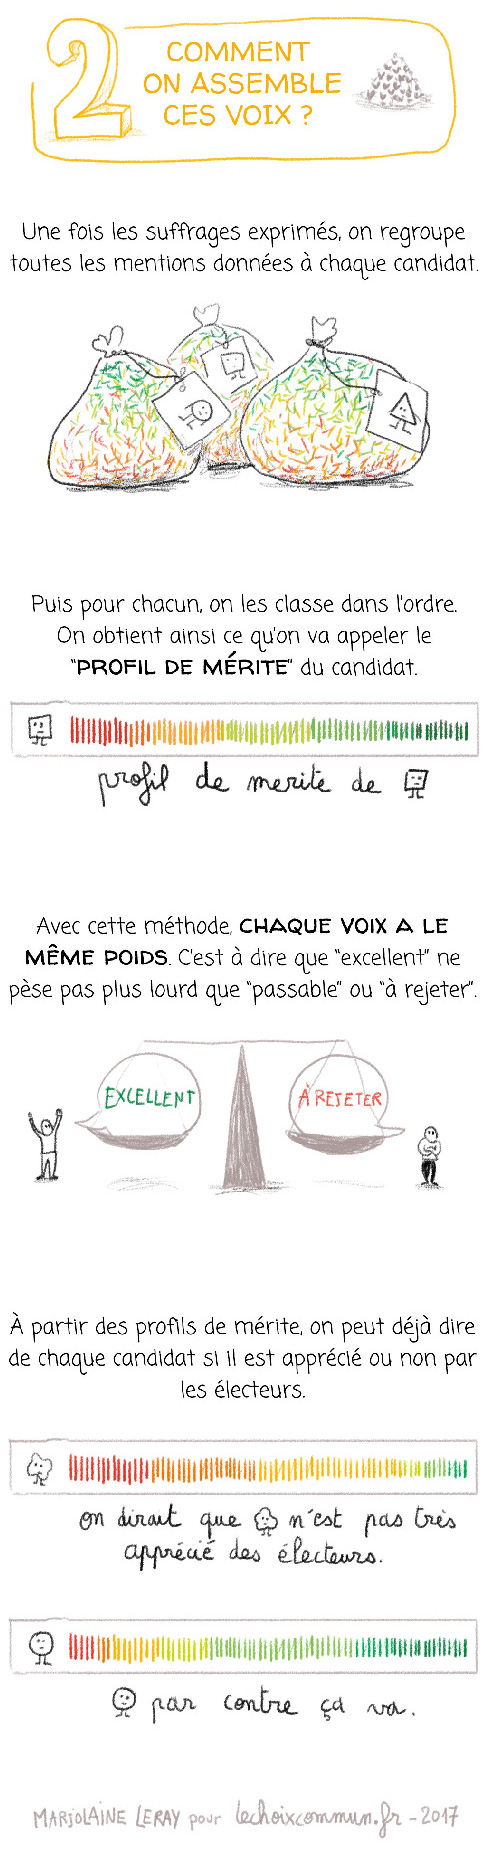 2
COMMENT
ON ASSEMBLE
CES VOIX ?
Une fois les suffrages exprimés, on regroupe
toutes les mentions données à chaque candidat.
Puis pour chacun, on les classe dans l'ordre.
On obtient ainsi ce qu'on va appeler le
"PROFIL DE MÉRITE" du candidat.
profil de merite de
Avec cette méthode, CHAQUE VOIX A LE
MÊME POIDS. C'est à dire que "excellent" ne
pèse pas plus lourd que "passable" ou "à rejeter".
EXCELLENT
À REJETER
À partir des profils de mérite, on peut déjà dire
de chaque candidat si il est apprécié ou non par
les électeurs.
on dirait que n'est pas très
apprécié des électeurs.
par contre ça va.
MARJOLAINE LERAY pour lechoixcommun.fr - 2017